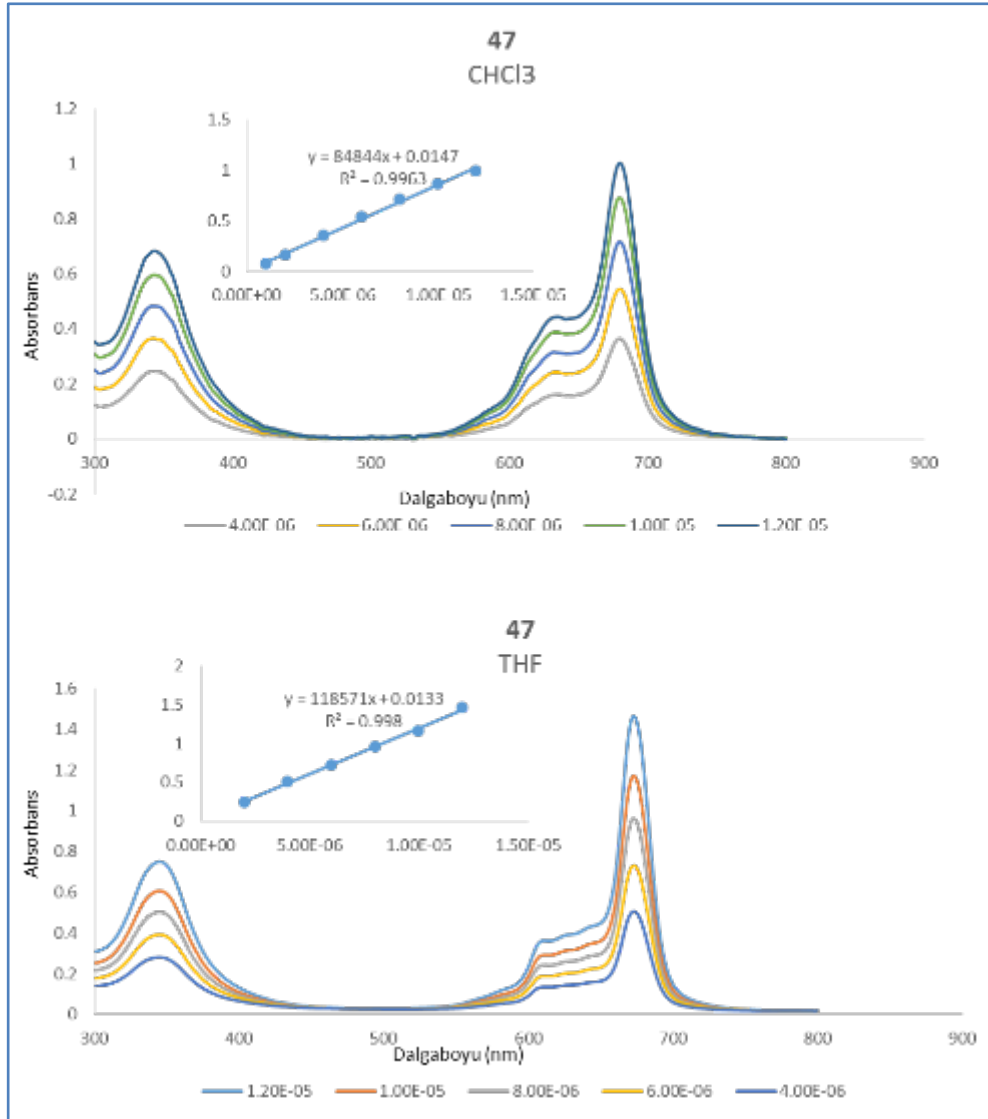 47
CHCl3
1.2
1
0.8
0.6
0.4
0.2
0
-0.2
Absorbans
1.5
1
0.5
0
y = 84844x + 0.0147
R² = 0.9963
0.00E+00 5.00E-06 1.00E-05 1.50E-05
300 400 500 600 700 800 900
Dalgaboyu (nm)
4.00E-06 6.00E-06 8.00E-06 1.00E-05 1.20E-05
47
THF
1.6
1.4
1.2
1
0.8
0.6
0.4
0.2
0
Absorbans
2
1.5
1
0.5
0
y = 118571x + 0.0133
R² = 0.998
0.00E+00 5.00E-06 1.00E-05 1.50E-05
300 400 500 600 700 800 900
Dalgaboyu (nm)
1.20E-05 1.00E-05 8.00E-06 6.00E-06 4.00E-06